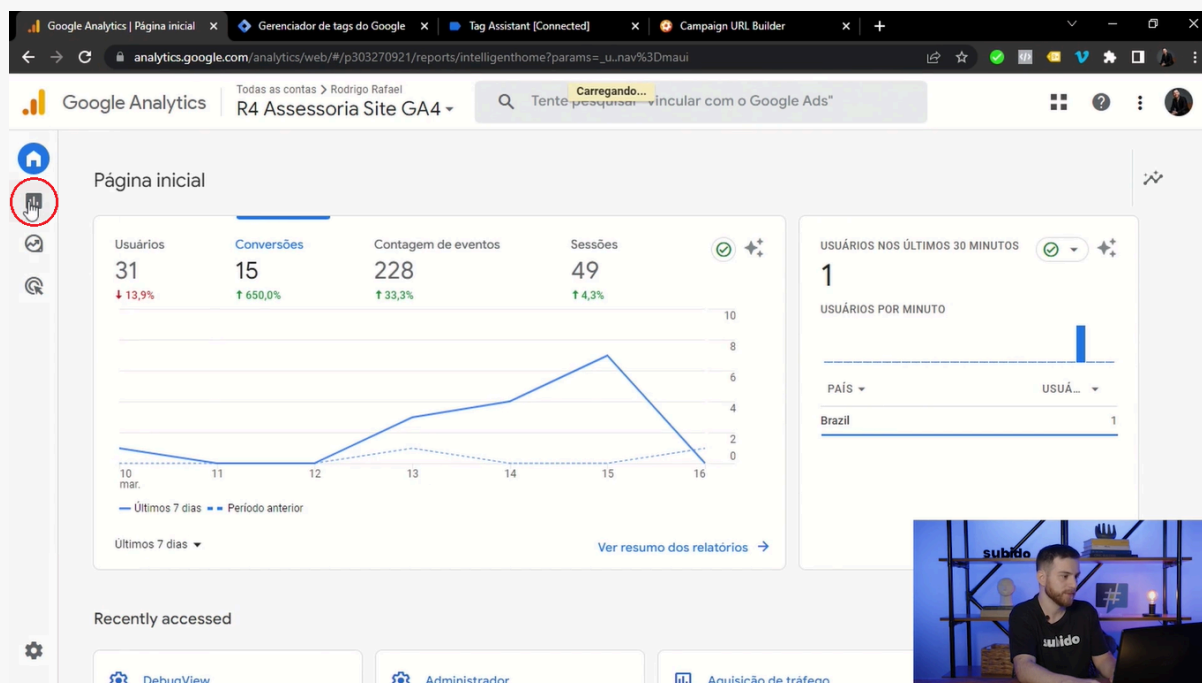 Google Analytics | Página inicial
Gerenciador de tags do Google
Tag Assistant [Connected]
Campaign URL Builder
analytics.google.com/analytics/web/#/p303270921/reports/intelligenthome?params=_u..nav%3Dmaui
Google Analytics
Todas as contas > Rodrigo Rafael
R4 Assessoria Site GA4
Tente pesquisar "vincular com o Google Ads"
Carregando...
Página inicial
Usuários
31
13,9%
Conversões
15
650,0%
Contagem de eventos
228
33,3%
Sessões
49
4,3%
10
8
6
4
2
0
10 11 12 13 14 15 16
mar.
Últimos 7 dias Período anterior
Últimos 7 dias
Ver resumo dos relatórios
USUÁRIOS NOS ÚLTIMOS 30 MINUTOS
1
USUÁRIOS POR MINUTO
PAÍS USUÁ...
Brazil 1
Recently accessed
DebugView
Administrador
Aquisição de tráfego
subido
#
subido